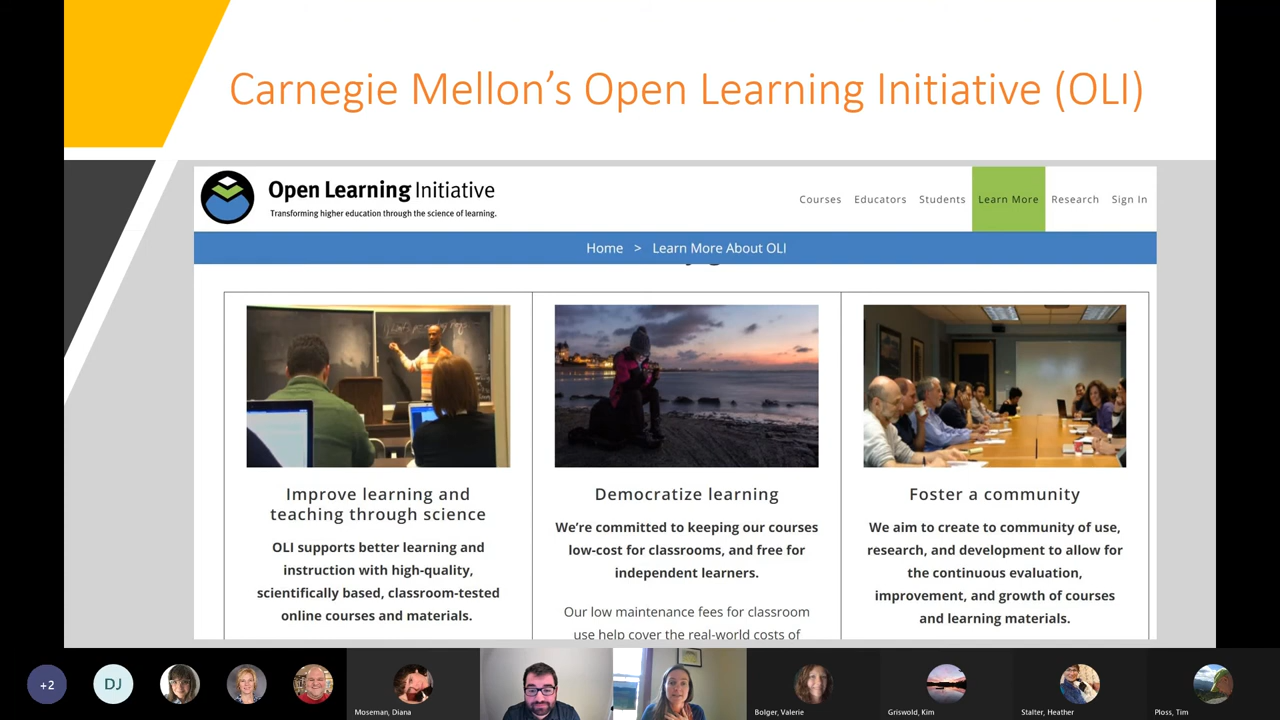 Carnegie Mellon’s Open Learning Initiative (OLI)
Open Learning Initiative
Transforming higher education through the science of learning.
Courses Educators Students Learn More Research Sign In
Home > Learn More About OLI
Improve learning and
teaching through science
OLI supports better learning and
instruction with high-quality,
scientifically based, classroom-tested
online courses and materials.
Democratize learning
We’re committed to keeping our courses
low-cost for classrooms, and free for
independent learners.
Our low maintenance fees for classroom
use help cover the real-world costs of
Foster a community
We aim to create to community of use,
research, and development to allow for
the continuous evaluation,
improvement, and growth of courses
and learning materials.
+2
DJ
Moseman, Diana
Bolger, Valerie
Griswold, Kim
Stalter, Heather
Ploss, Tim